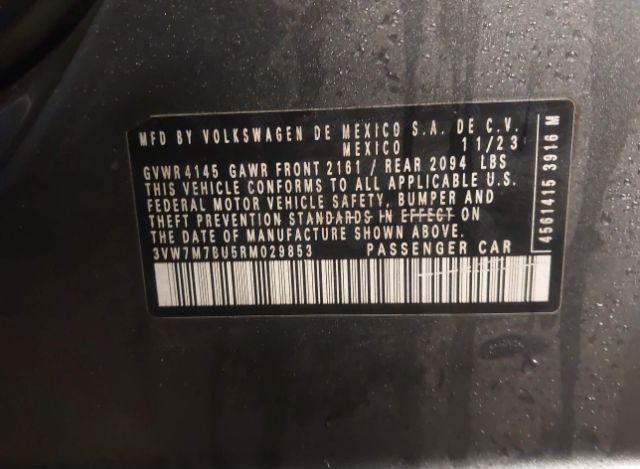 MFD BY VOLKSWAGEN DE MEXICO S.A. DE C.V.
MEXICO 11/23
GVWR 4145 GAWR FRONT 2161 / REAR 2094 LBS
THIS VEHICLE CONFORMS TO ALL APPLICABLE U.S.
FEDERAL MOTOR VEHICLE SAFETY, BUMPER AND
THEFT PREVENTION STANDARDS IN EFFECT ON
THE DATE OF MANUFACTURE SHOWN ABOVE.
3VW7M7BU5RM029853 PASSENGER CAR
4561415 3916 M